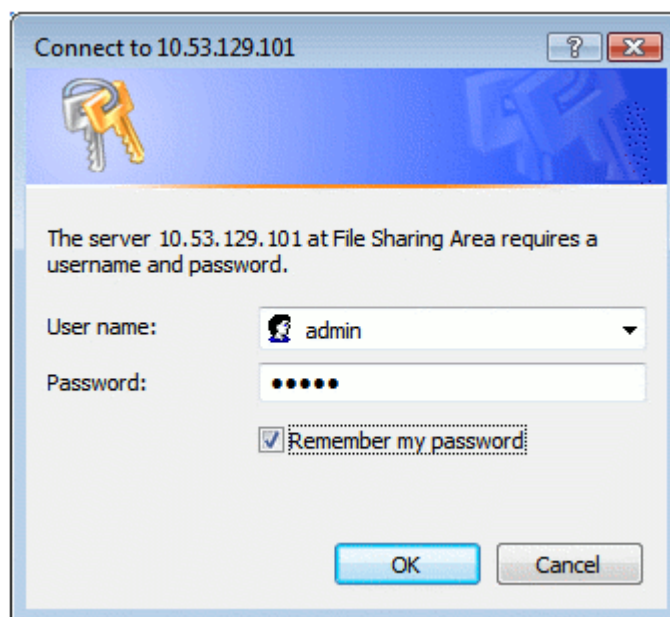 Connect to 10.53.129.101
The server 10.53.129.101 at File Sharing Area requires a
username and password.
User name:
admin
Password:
●●●●●
Remember my password
OK
Cancel